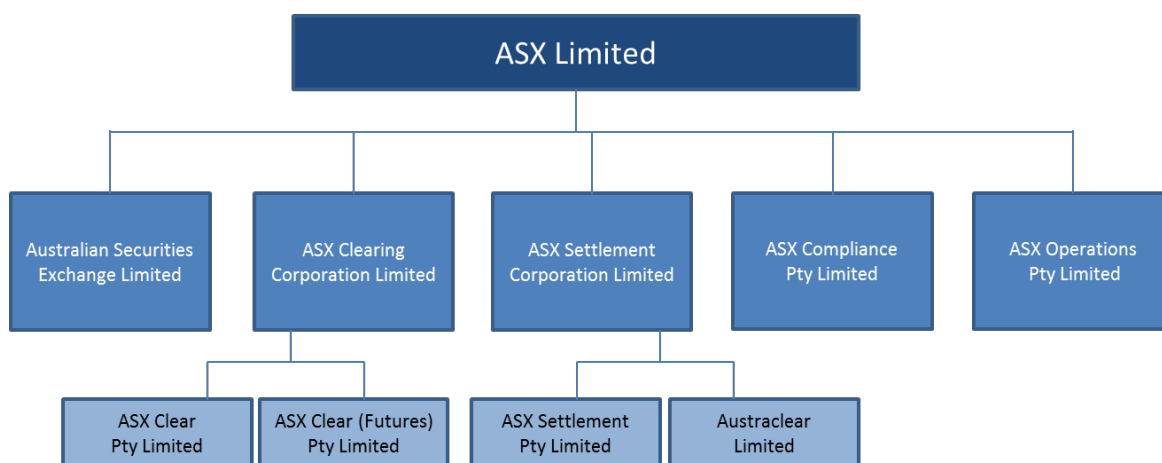 ASX Limited
Australian Securities
Exchange Limited
ASX Clearing
Corporation Limited
ASX Settlement
Corporation Limited
ASX Compliance
Pty Limited
ASX Operations
Pty Limited
ASX Clear
Pty Limited
ASX Clear (Futures)
Pty Limited
ASX Settlement
Pty Limited
Austraclear
Limited